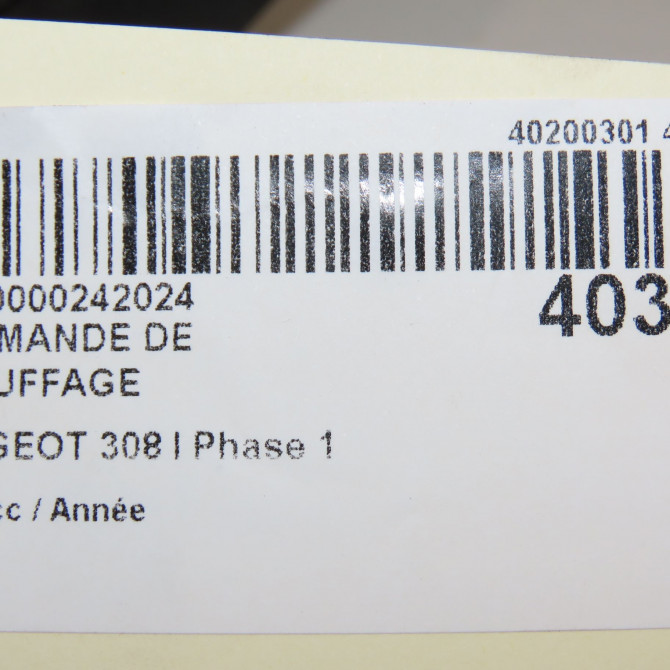 40200301 4
0000242024
403
MANDE DE
UFFAGE
GEOT 308 I Phase 1
cc / Année